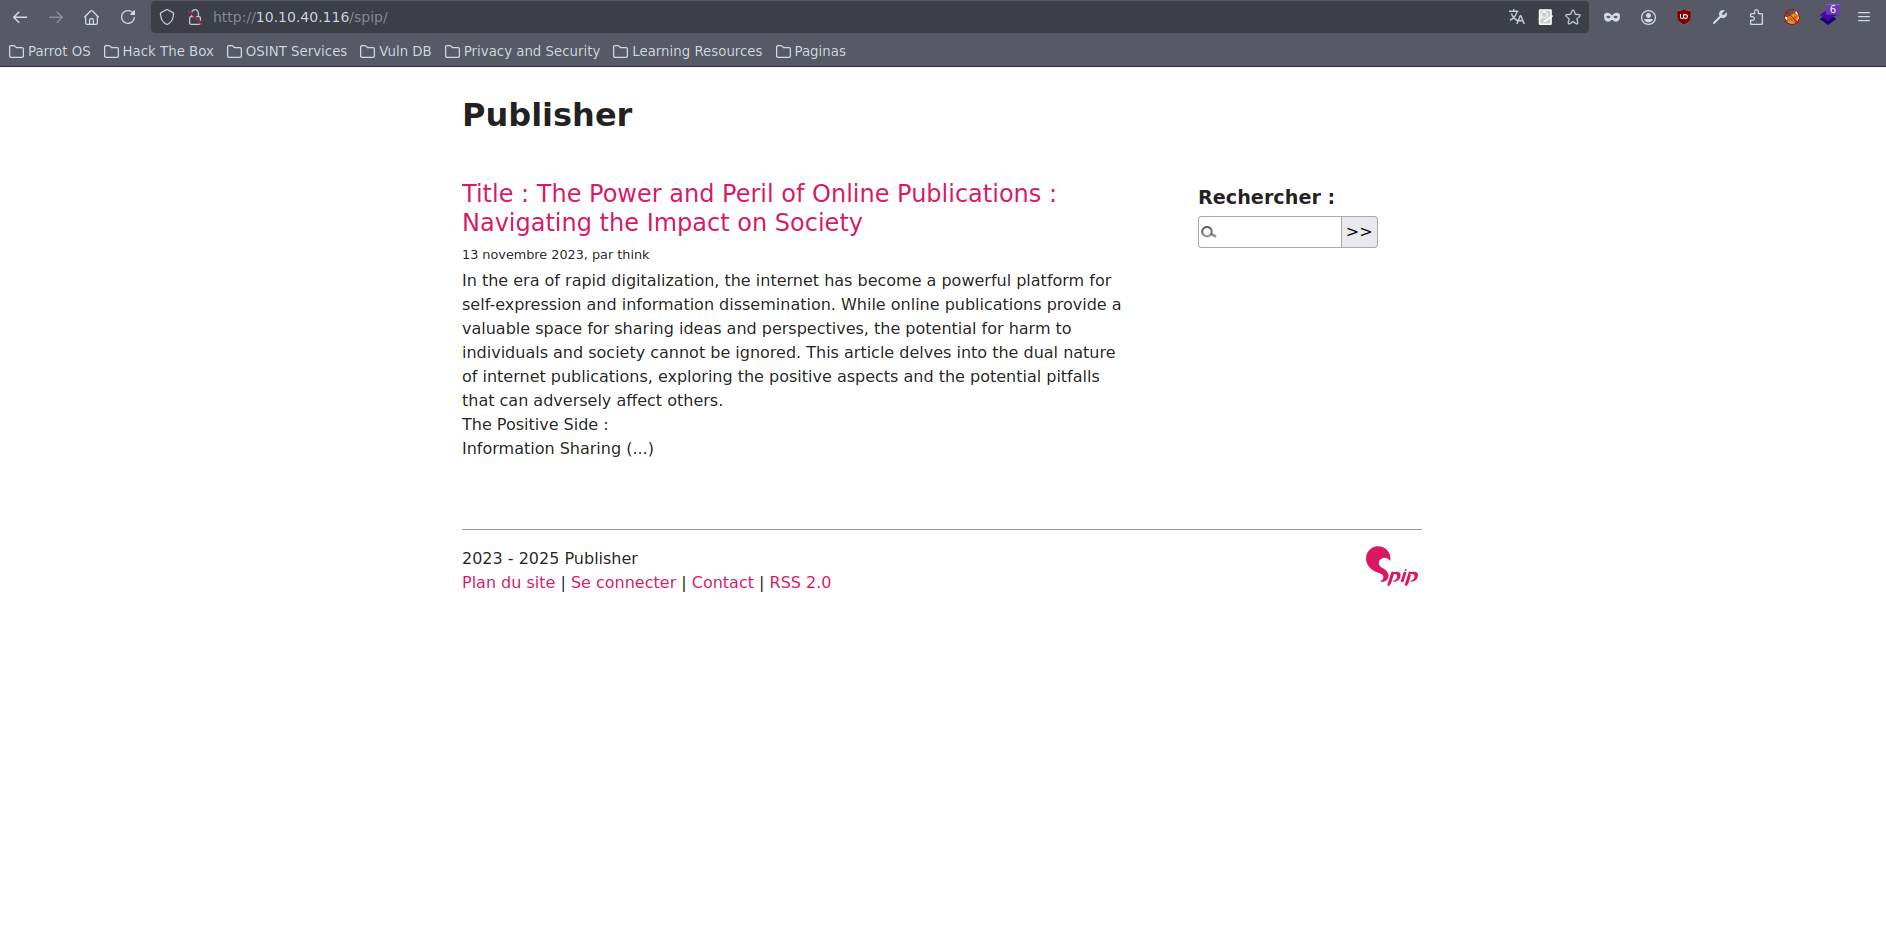 http://10.10.40.116/spip/
6
Parrot OS Hack The Box OSINT Services Vuln DB Privacy and Security Learning Resources Paginas
Publisher
Title : The Power and Peril of Online Publications :
Navigating the Impact on Society
13 novembre 2023, par think
In the era of rapid digitalization, the internet has become a powerful platform for
self-expression and information dissemination. While online publications provide a
valuable space for sharing ideas and perspectives, the potential for harm to
individuals and society cannot be ignored. This article delves into the dual nature
of internet publications, exploring the positive aspects and the potential pitfalls
that can adversely affect others.
The Positive Side :
Information Sharing (...)
Rechercher :
>>
2023 - 2025 Publisher
Plan du site | Se connecter | Contact | RSS 2.0
Spip